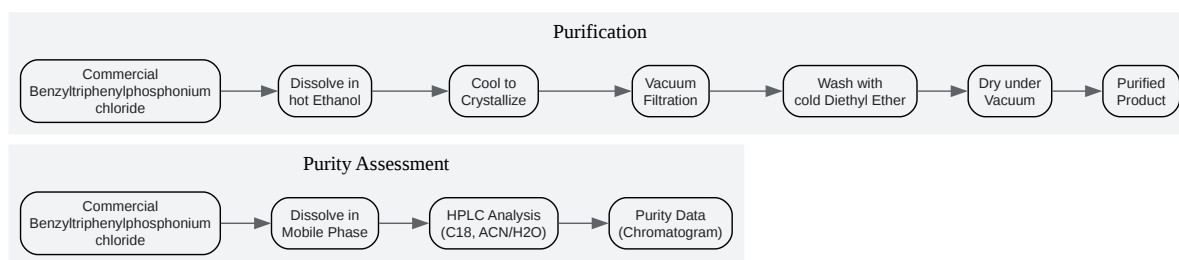 Purification
Commercial
Benzyltriphenylphosphonium
chloride
Dissolve in
hot Ethanol
Cool to
Crystallize
Vacuum
Filtration
Wash with
cold Diethyl Ether
Dry under
Vacuum
Purified
Product
Purity Assessment
Commercial
Benzyltriphenylphosphonium
chloride
Dissolve in
Mobile Phase
HPLC Analysis
(C18, ACN/H2O)
Purity Data
(Chromatogram)